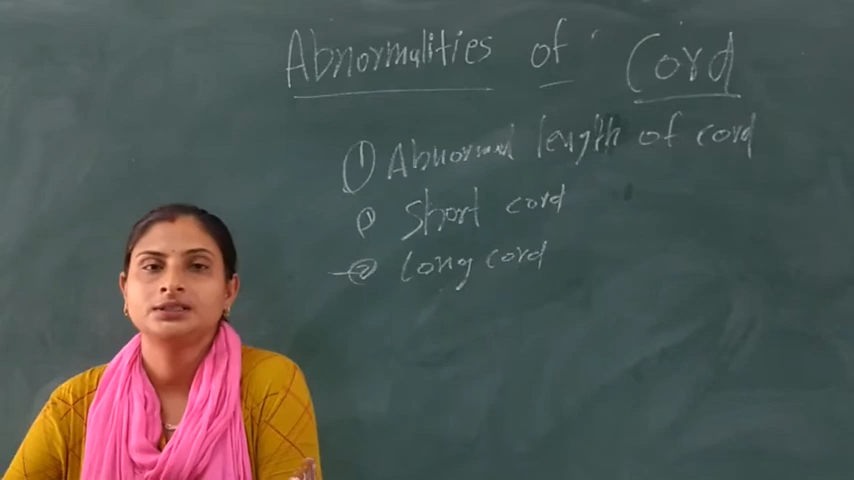 Abnormalities of Cord
① Abnormal length of cord
① Short cord
② Long cord